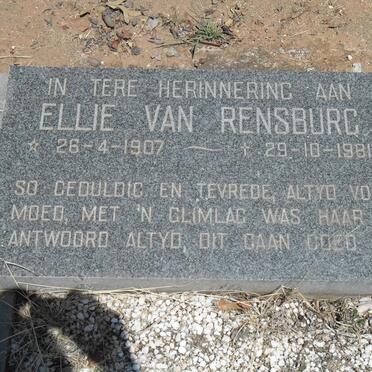 IN TERE HERINNERING AAN
ELLIE VAN RENSBURG
* 26-4-1907 — † 29-10-1981
SO GEDULDIG EN TEVREDE, ALTYD VO
MOED, MET 'N GLIMLAG WAS HAAR
ANTWOORD ALTYD, DIT GAAN GOED.